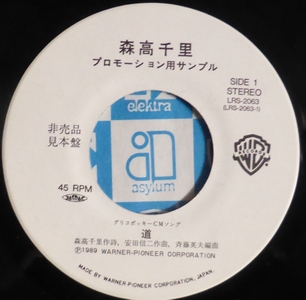 森高千里
プロモーション用サンプル
SIDE 1
STEREO
LRS-2063
(LRS-2063-1)
elektra
非売品
見本盤
asylum
45 RPM
グリコポッキーCMソング
道
森高千里作詩, 安田信二作曲, 斉藤英夫編曲
Ⓟ1989 WARNER-PIONEER CORPORATION
MADE BY WARNER-PIONEER CORPORATION, JAPAN.